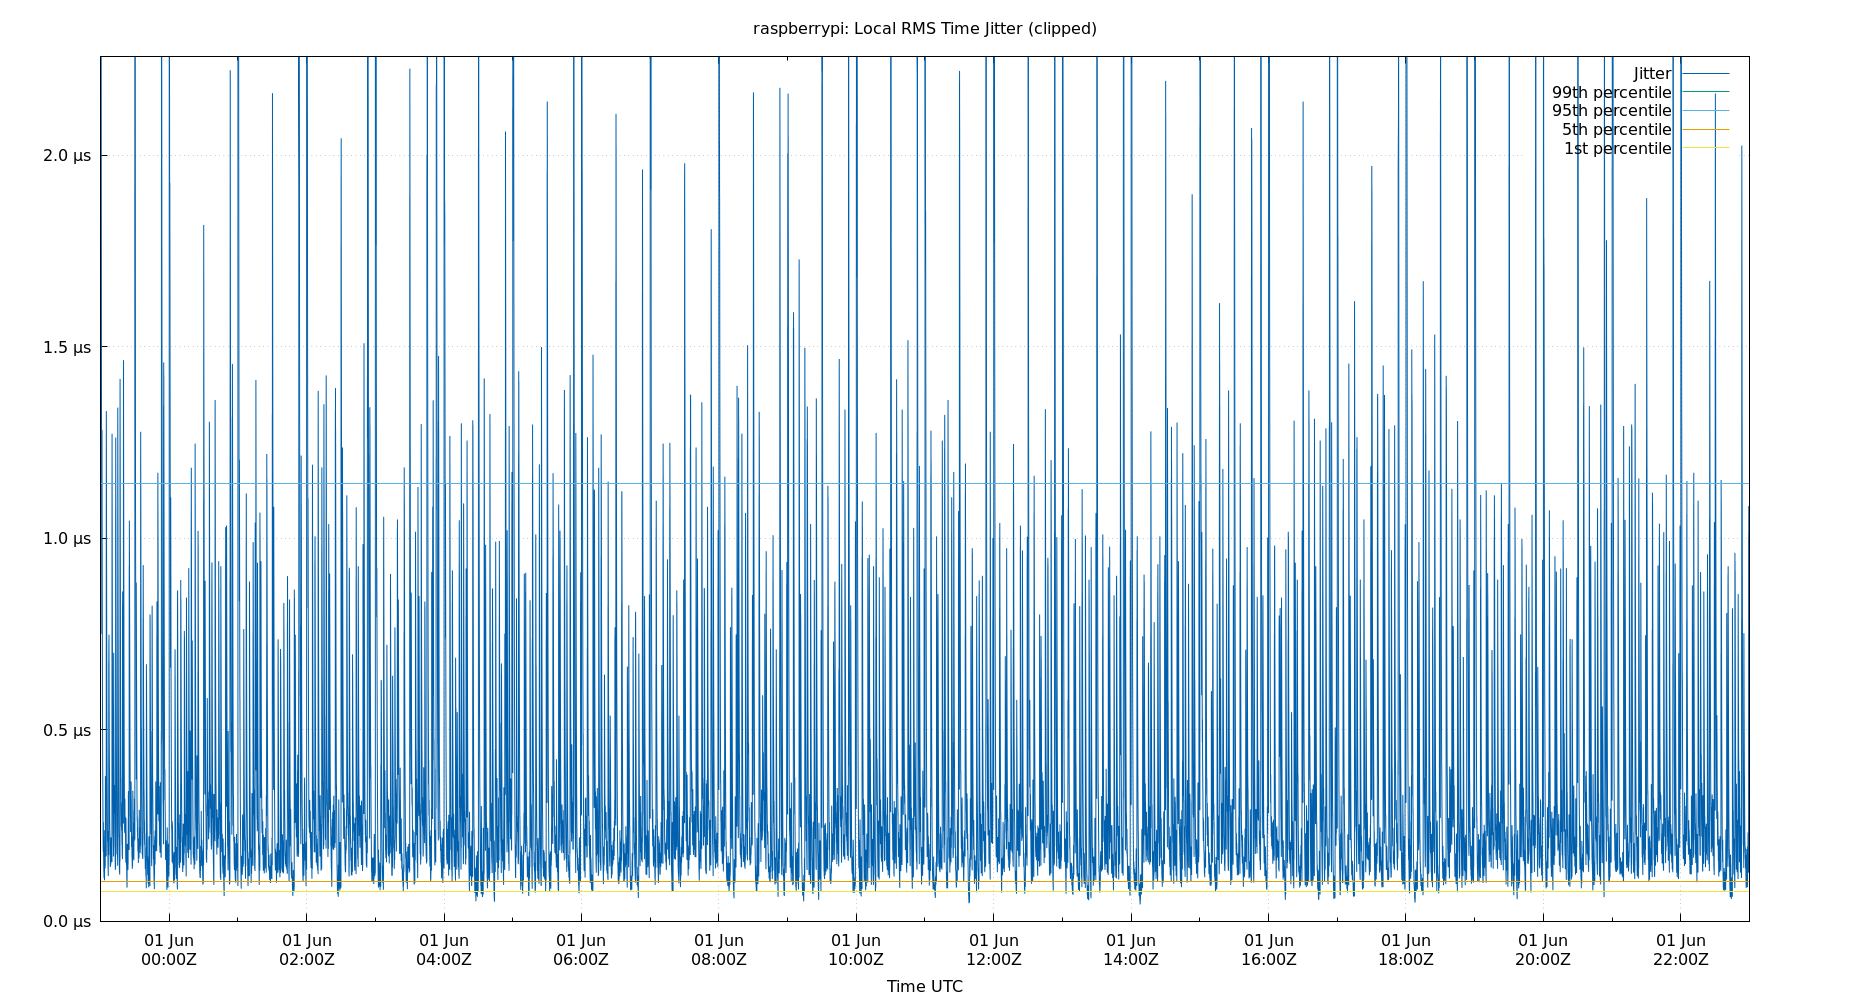 raspberrypi: Local RMS Time Jitter (clipped)
Jitter
99th percentile
95th percentile
5th percentile
1st percentile
2.0 μs
1.5 μs
1.0 μs
0.5 μs
0.0 μs
01 Jun 01 Jun 01 Jun 01 Jun 01 Jun 01 Jun 01 Jun 01 Jun 01 Jun 01 Jun 01 Jun 01 Jun
00:00Z 02:00Z 04:00Z 06:00Z 08:00Z 10:00Z 12:00Z 14:00Z 16:00Z 18:00Z 20:00Z 22:00Z
Time UTC